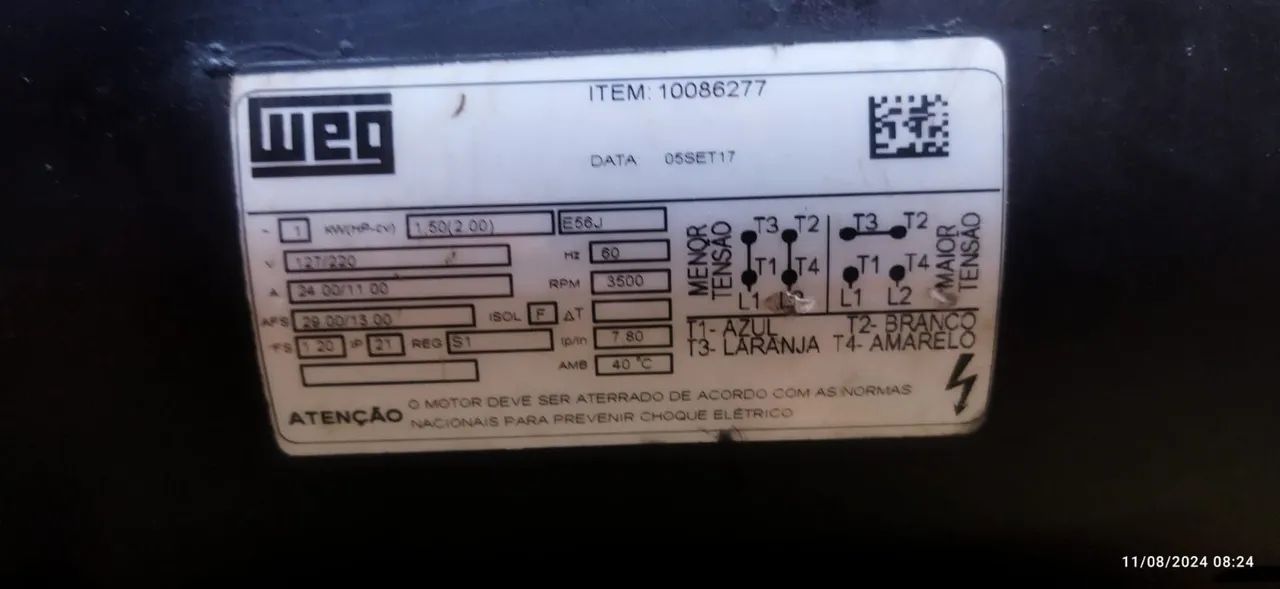 WEG
ITEM: 10086277
DATA 05SET17
~ 1 KW(HP-cv) 1,50(2.00) E56J
V 127/220 Hz 60
A 24.00/11.00 RPM 3500
AFS 29.00/13.00 ISOL F ΔT
FS 1.20 IP 21 REG S1 Ip/In 7.80
AMB 40°C
MENOR TENSÃO
T3 T2
T1 T4
L1
T3 T2
T1 T4
L1 L2
MAIOR TENSÃO
T1- AZUL T2- BRANCO
T3- LARANJA T4- AMARELO
ATENÇÃO
O MOTOR DEVE SER ATERRADO DE ACORDO COM AS NORMAS
NACIONAIS PARA PREVENIR CHOQUE ELÉTRICO
11/08/2024 08:24